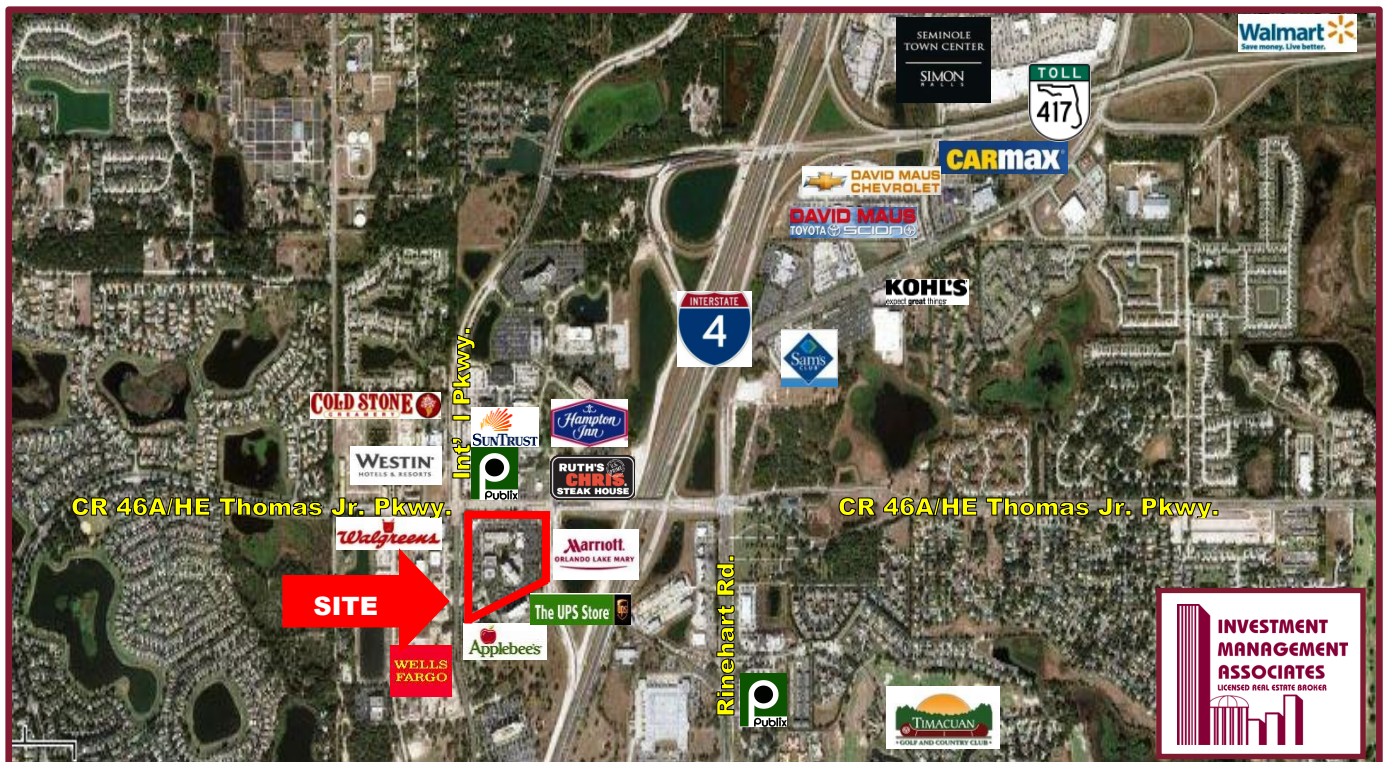 SEMINOLE
TOWN CENTER
SIMON
MALLS
Walmart
Save money. Live better.
TOLL
417
CARMAX
DAVID MAUS
CHEVROLET
DAVID MAUS
TOYOTA SCION
KOHL'S
expect great things
INTERSTATE
4
Sam's
CLUB
Int' l Pkwy.
COLD STONE
CREAMERY
SUNTRUST
Hampton
Inn
WESTIN
HOTELS & RESORTS
Publix
RUTH'S
CHRIS
STEAK HOUSE
CR 46A/HE Thomas Jr. Pkwy.
CR 46A/HE Thomas Jr. Pkwy.
Walgreens
Marriott
ORLANDO LAKE MARY
SITE
The UPS Store
ups
Applebee's
WELLS
FARGO
Rinehart Rd.
Publix
TIMACUAN
GOLF AND COUNTRY CLUB
INVESTMENT
MANAGEMENT
ASSOCIATES
LICENSED REAL ESTATE BROKER